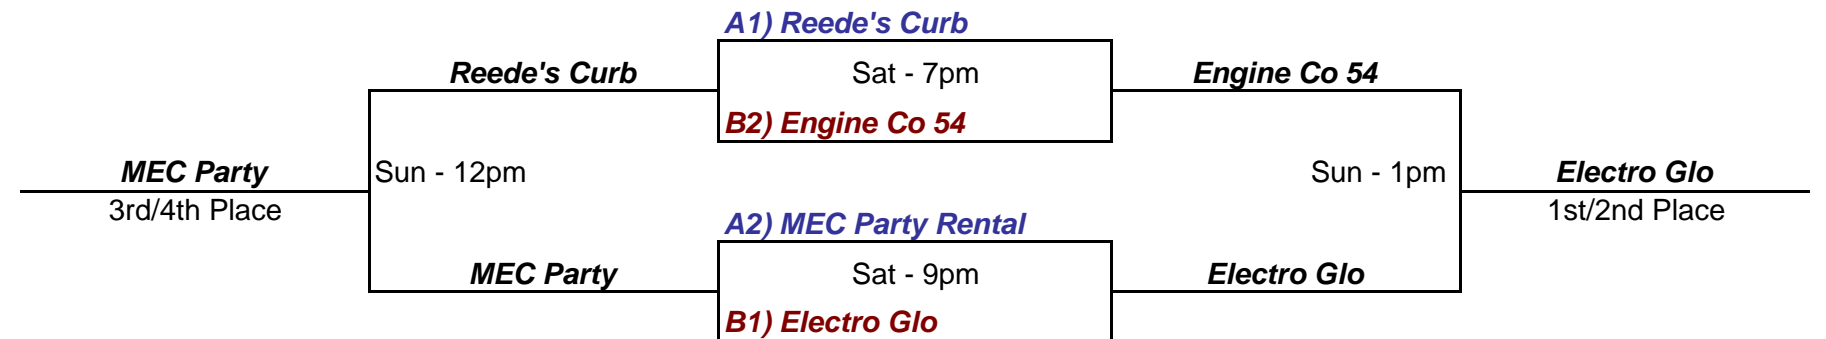 A1) Reede's Curb
Reede's Curb
Sat - 7pm
Engine Co 54
B2) Engine Co 54
MEC Party
Sun - 12pm
Sun - 1pm
Electro Glo
3rd/4th Place
1st/2nd Place
A2) MEC Party Rental
MEC Party
Sat - 9pm
Electro Glo
B1) Electro Glo